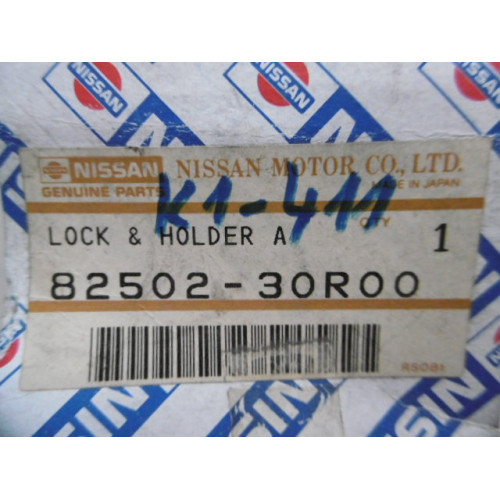 NISSAN
NISSAN
NISSAN
NISSAN NISSAN MOTOR CO., LTD.
GENUINE PARTS MADE IN JAPAN
K1-411
LOCK & HOLDER A QTY 1
82502-30R00
RS081
NISSAN